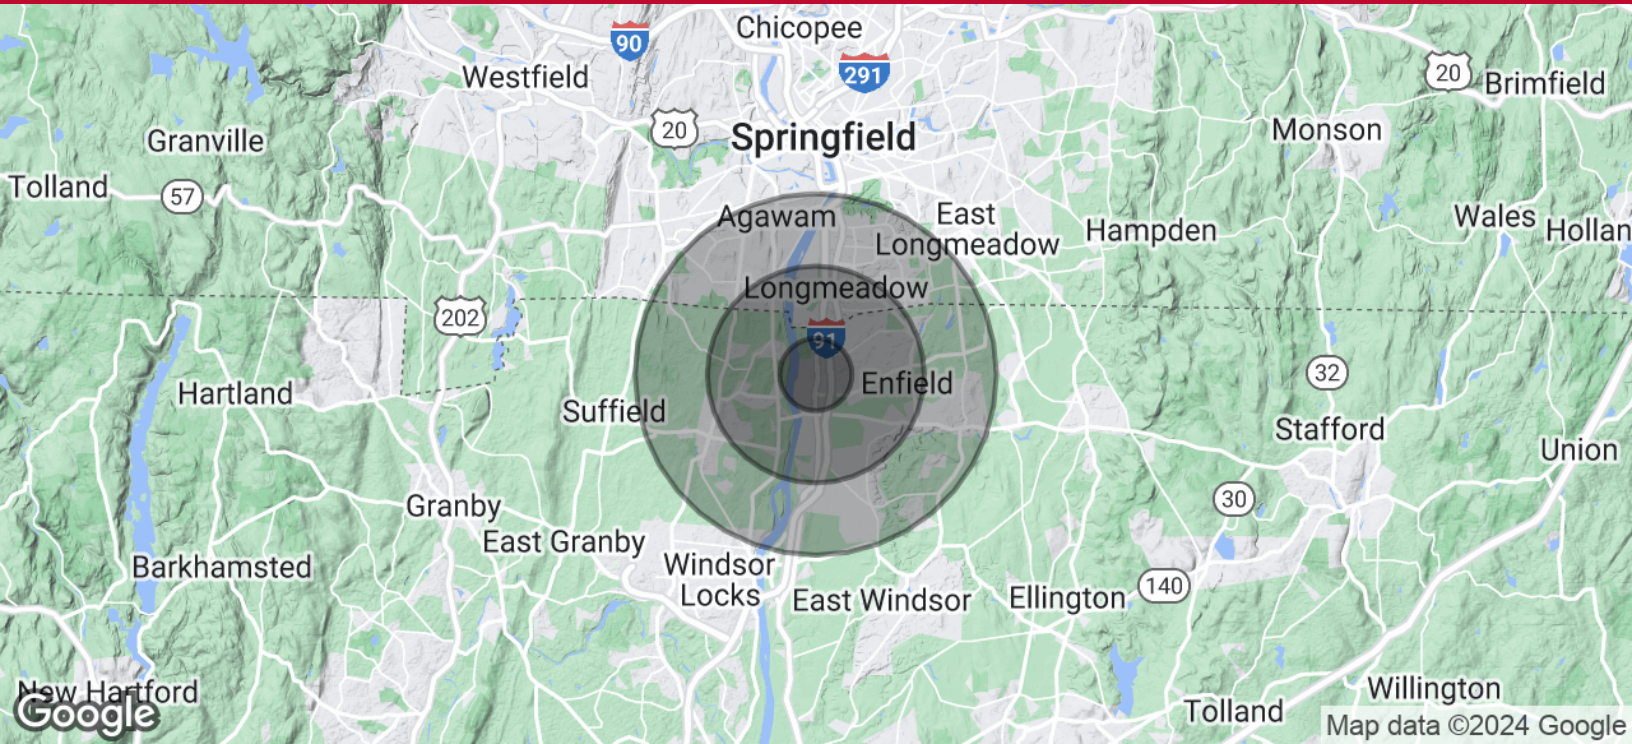 Chicopee
90
291
Westfield
20
Brimfield
20
Springfield
Monson
Granville
Tolland
57
Agawam
East
Longmeadow
Hampden
Wales
Hollan
Longmeadow
202
91
32
Enfield
Hartland
Suffield
Stafford
Union
30
Granby
East Granby
Windsor
Locks
Barkhamsted
140
East Windsor
Ellington
New Hartford
Willington
Tolland
Google
Map data ©2024 Google